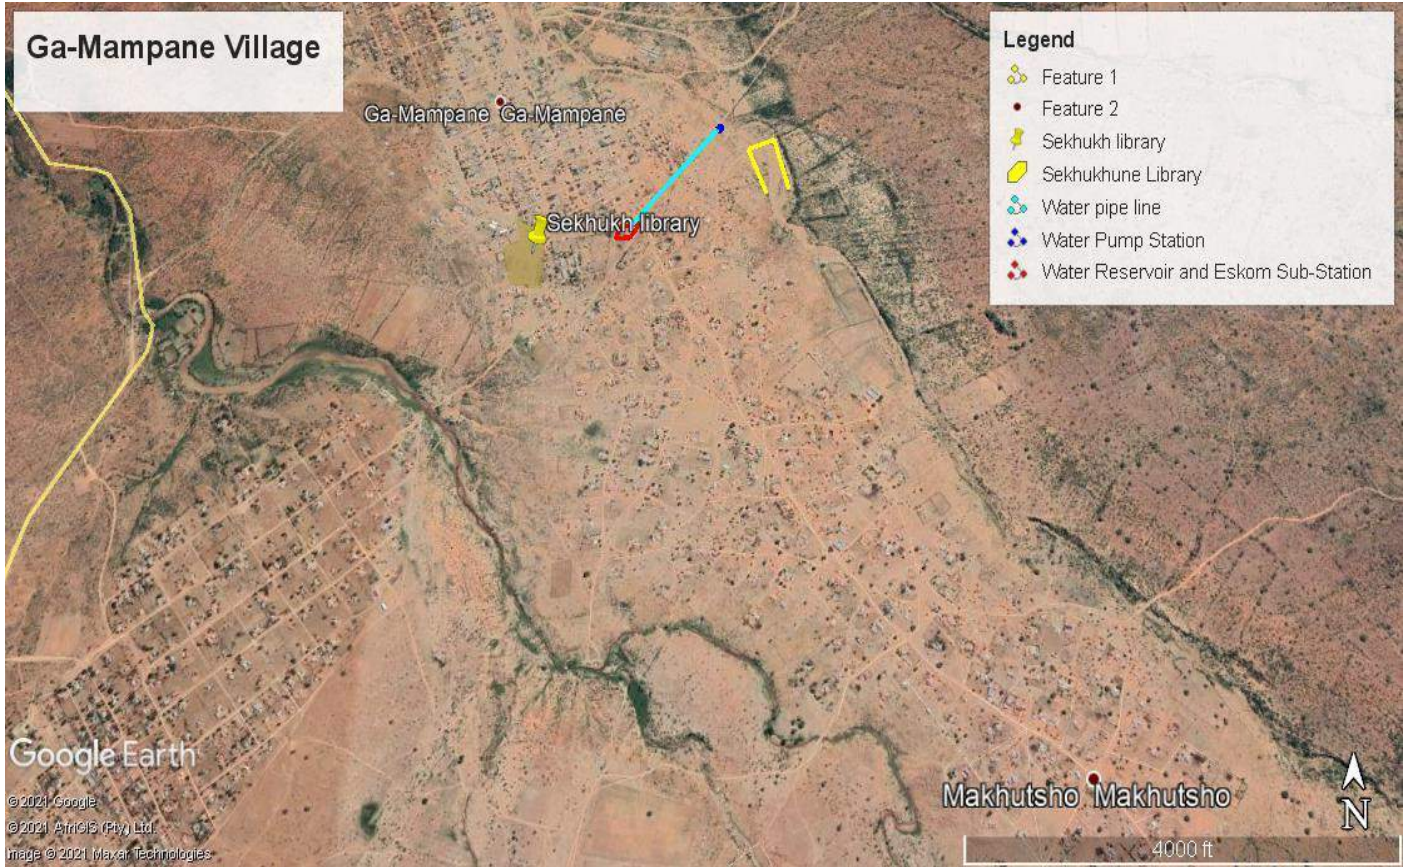 Ga-Mampane Village
Legend
Feature 1
Feature 2
Sekhukh library
Sekhukhune Library
Water pipe line
Water Pump Station
Water Reservoir and Eskom Sub-Station
Ga-Mampane Ga-Mampane
Sekhukh library
Makhutsho Makhutsho
N
4000 ft
Google Earth
© 2021 Google
© 2021 AfriGIS (Pty) Ltd.
Image © 2021 Maxar Technologies